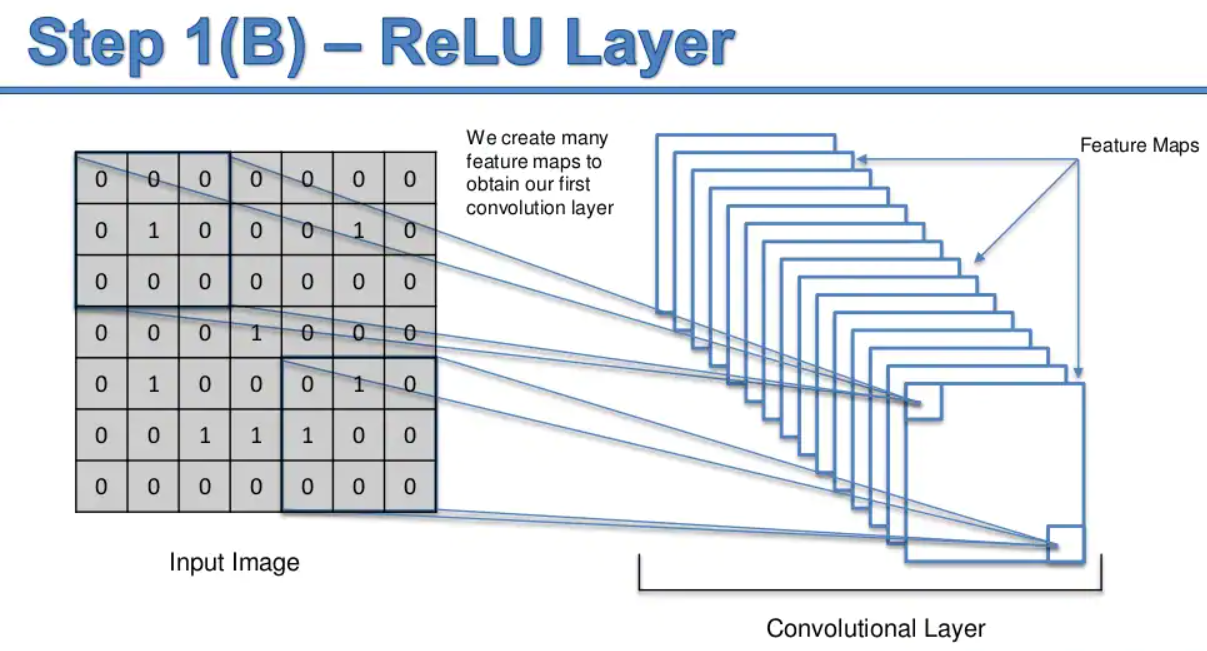 Step 1(B) – ReLU Layer
We create many
feature maps to
obtain our first
convolution layer
Feature Maps
0 0 0 0 0 0 0
0 1 0 0 0 1 0
0 0 0 0 0 0 0
0 0 0 1 0 0 0
0 1 0 0 0 1 0
0 0 1 1 1 0 0
0 0 0 0 0 0 0
Input Image
Convolutional Layer